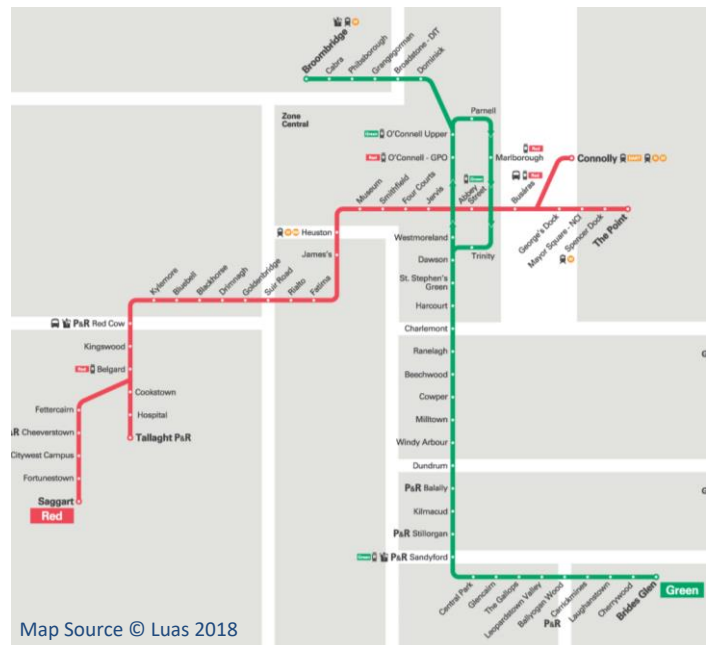 Broombridge
Cabra
Phibsborough
Grangegorman
Broadstone - DIT
Dominick
Zone
Central
Parnell
Green
O'Connell Upper
Red
O'Connell - GPO
Marlborough
Red
Green
Connolly
Red
Museum
Smithfield
Four Courts
Jervis
Abbey
Street
Busáras
George's Dock
Mayor Square - NCI
Spencer Dock
The Point
Heuston
Westmoreland
Trinity
James's
Dawson
St. Stephen's
Green
Harcourt
Kylemore
Bluebell
Blackhorse
Drimnagh
Goldenbridge
Suir Road
Rialto
Fatima
P&R Red Cow
Charlemont
Kingswood
Ranelagh
Red
Belgard
Beechwood
Cookstown
Cowper
Fettercairn
Hospital
Milltown
&R Cheeverstown
Tallaght P&R
Windy Arbour
Citywest Campus
Dundrum
Fortunestown
P&R Balally
Saggart
Red
Kilmacud
P&R Stillorgan
Green
P&R Sandyford
Central Park
Glencairn
The Gallops
Leopardstown Valley
Ballyogan Wood
Carrickmines
P&R
Laughanstown
Cherrywood
Brides Glen
Green
Map Source © Luas 2018